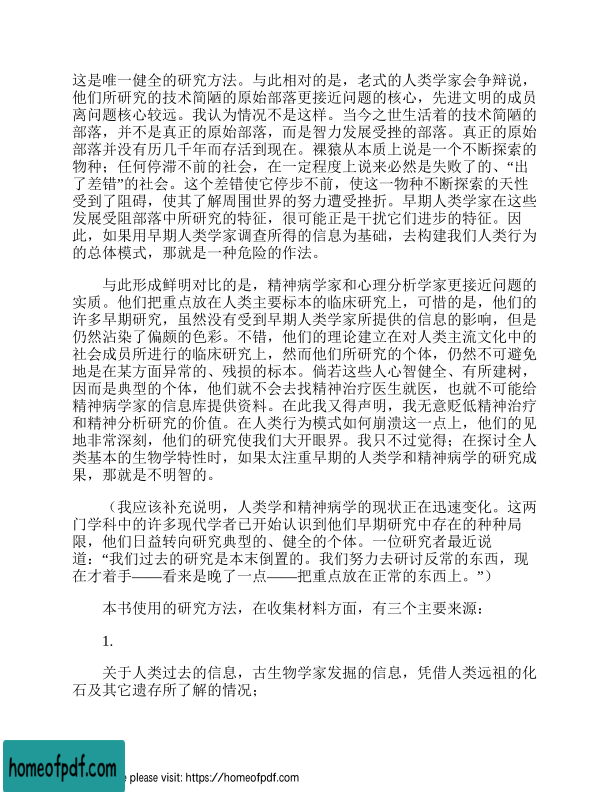 这是唯一健全的研究方法。与此相对的是，老式的人类学家会争辩说，
他们所研究的技术简陋的原始部落更接近问题的核心，先进文明的成员
离问题核心较远。我认为情况不是这样。当今之世生活着的技术简陋的
部落，并不是真正的原始部落，而是智力发展受挫的部落。真正的原始
部落并没有历几千年而存活到现在。裸猿从本质上说是一个不断探索的
物种；任何停滞不前的社会，在一定程度上说来必然是失败了的、“出
了差错”的社会。这个差错使它停步不前，使这一物种不断探索的天性
受到了阻碍，使其了解周围世界的努力遭受挫折。早期人类学家在这些
发展受阻部落中所研究的特征，很可能正是干扰它们进步的特征。因
此，如果用早期人类学家调查所得的信息为基础，去构建我们人类行为
的总体模式，那就是一种危险的作法。
与此形成鲜明对比的是，精神病学家和心理分析学家更接近问题的
实质。他们把重点放在人类主要标本的临床研究上，可惜的是，他们的
许多早期研究，虽然没有受到早期人类学家所提供的信息的影响，但是
仍然沾染了偏颇的色彩。不错，他们的理论建立在对人类主流文化中的
社会成员所进行的临床研究上，然而他们所研究的个体，仍然不可避免
地是在某方面异常的、残损的标本。倘若这些人心智健全、有所建树，
因而是典型的个体，他们就不会去找精神治疗医生就医，也就不可能给
精神病学家的信息库提供资料。在此我又得声明，我无意贬低精神治疗
和精神分析研究的价值。在人类行为模式如何崩溃这一点上，他们的见
地非常深刻，他们的研究使我们大开眼界。我只不过觉得；在探讨全人
类基本的生物学特性时，如果太注重早期的人类学和精神病学的研究成
果，那就是不明智的。
（我应该补充说明，人类学和精神病学的现状正在迅速变化。这两
门学科中的许多现代学者已开始认识到他们早期研究中存在的种种局
限，他们日益转向研究典型的、健全的个体。一位研究者最近说
道：“我们过去的研究是本末倒置的。我们努力去研讨反常的东西，现
在才着手——看来是晚了一点——把重点放在正常的东西上。”）
本书使用的研究方法，在收集材料方面，有三个主要来源：
1.
关于人类过去的信息，古生物学家发掘的信息，凭借人类远祖的化
石及其它遗存所了解的情况；
homeofpdf.com
please visit: https://homeofpdf.com